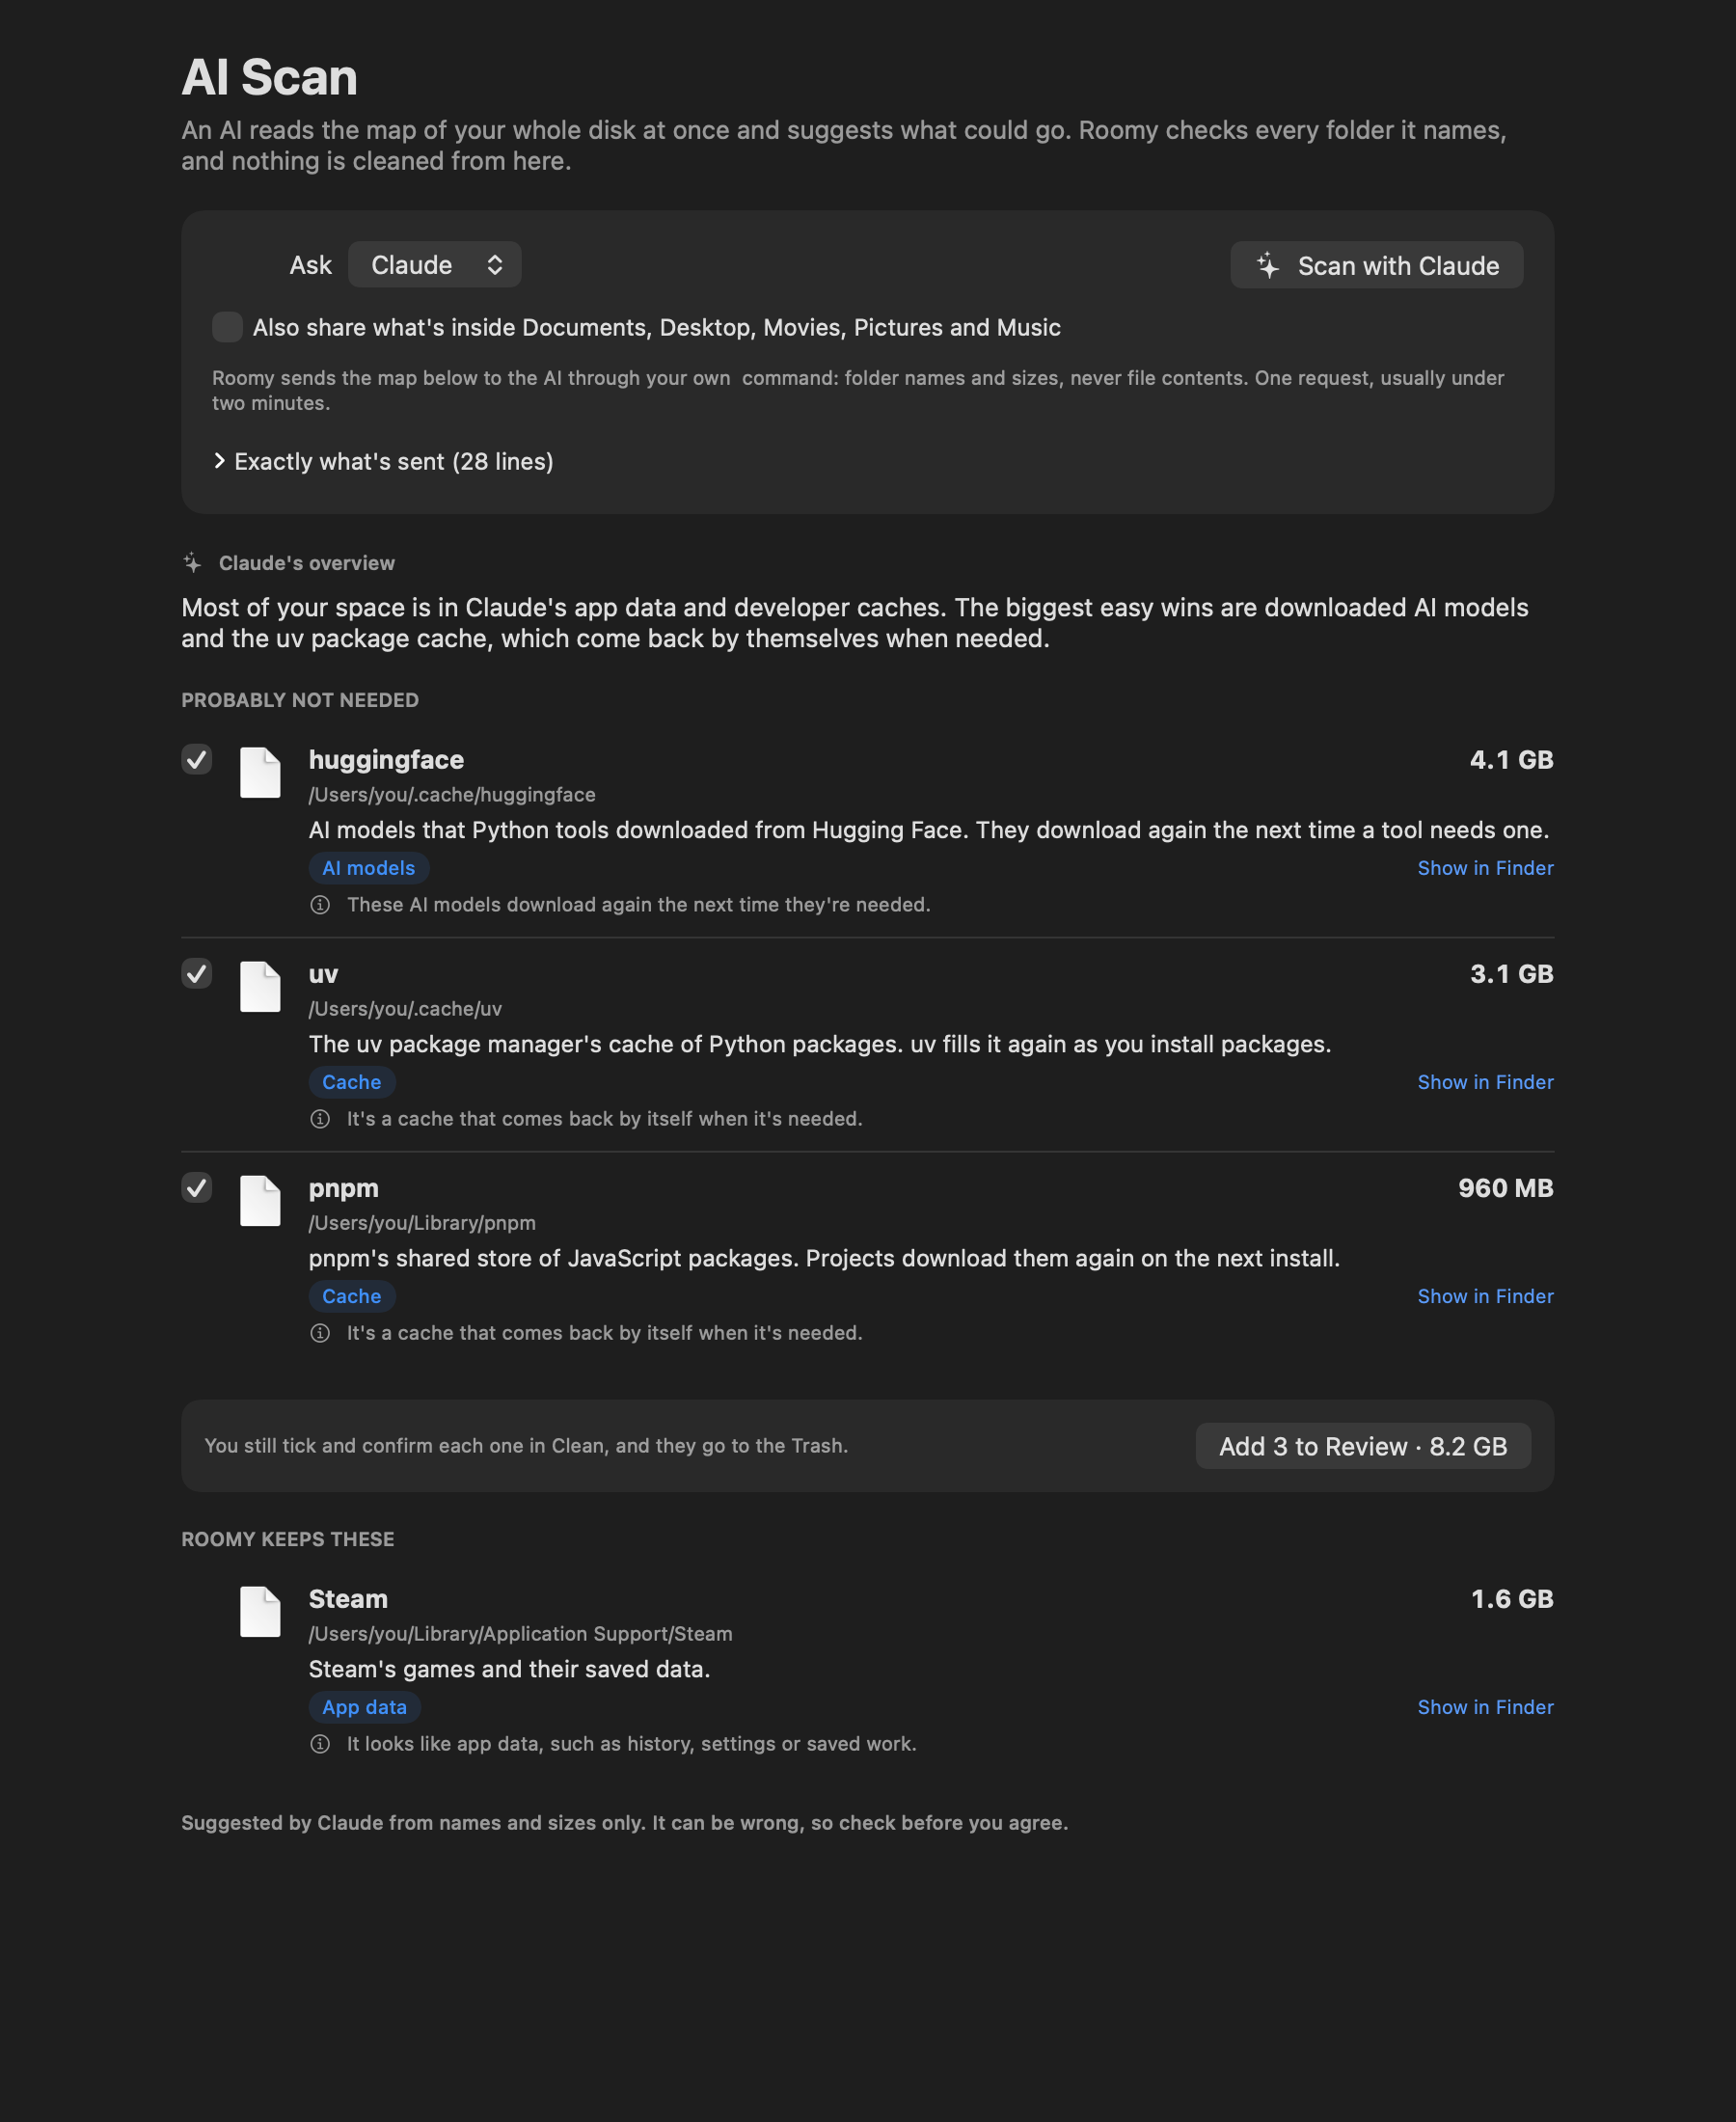 AI Scan
An AI reads the map of your whole disk at once and suggests what could go. Roomy checks every folder it names,
and nothing is cleaned from here.
Ask Claude Scan with Claude
Also share what's inside Documents, Desktop, Movies, Pictures and Music
Roomy sends the map below to the AI through your own  command: folder names and sizes, never file contents. One request, usually under
two minutes.
Exactly what's sent (28 lines)
Claude's overview
Most of your space is in Claude's app data and developer caches. The biggest easy wins are downloaded AI models
and the uv package cache, which come back by themselves when needed.
PROBABLY NOT NEEDED
huggingface 4.1 GB
/Users/you/.cache/huggingface
AI models that Python tools downloaded from Hugging Face. They download again the next time a tool needs one.
AI models Show in Finder
These AI models download again the next time they're needed.
uv 3.1 GB
/Users/you/.cache/uv
The uv package manager's cache of Python packages. uv fills it again as you install packages.
Cache Show in Finder
It's a cache that comes back by itself when it's needed.
pnpm 960 MB
/Users/you/Library/pnpm
pnpm's shared store of JavaScript packages. Projects download them again on the next install.
Cache Show in Finder
It's a cache that comes back by itself when it's needed.
You still tick and confirm each one in Clean, and they go to the Trash. Add 3 to Review · 8.2 GB
ROOMY KEEPS THESE
Steam 1.6 GB
/Users/you/Library/Application Support/Steam
Steam's games and their saved data.
App data Show in Finder
It looks like app data, such as history, settings or saved work.
Suggested by Claude from names and sizes only. It can be wrong, so check before you agree.